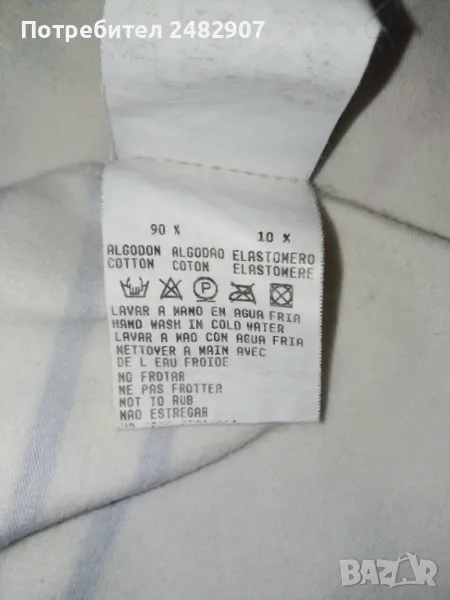 Потребител 2482907
90 % 10 %
ALGODON ALGODAO ELASTOMERO
COTTON COTON ELASTOMERE
P
LAVAR A MANO EN AGUA FRIA
HAND WASH IN COLD WATER
LAVAR A MAO CON AGUA FRIA
NETTOYER A MAIN AVEC
DE L EAU FROIDE
NO FROTAR
NE PAS FROTTER
NOT TO RUB
NAO ESTREGAR
bazar